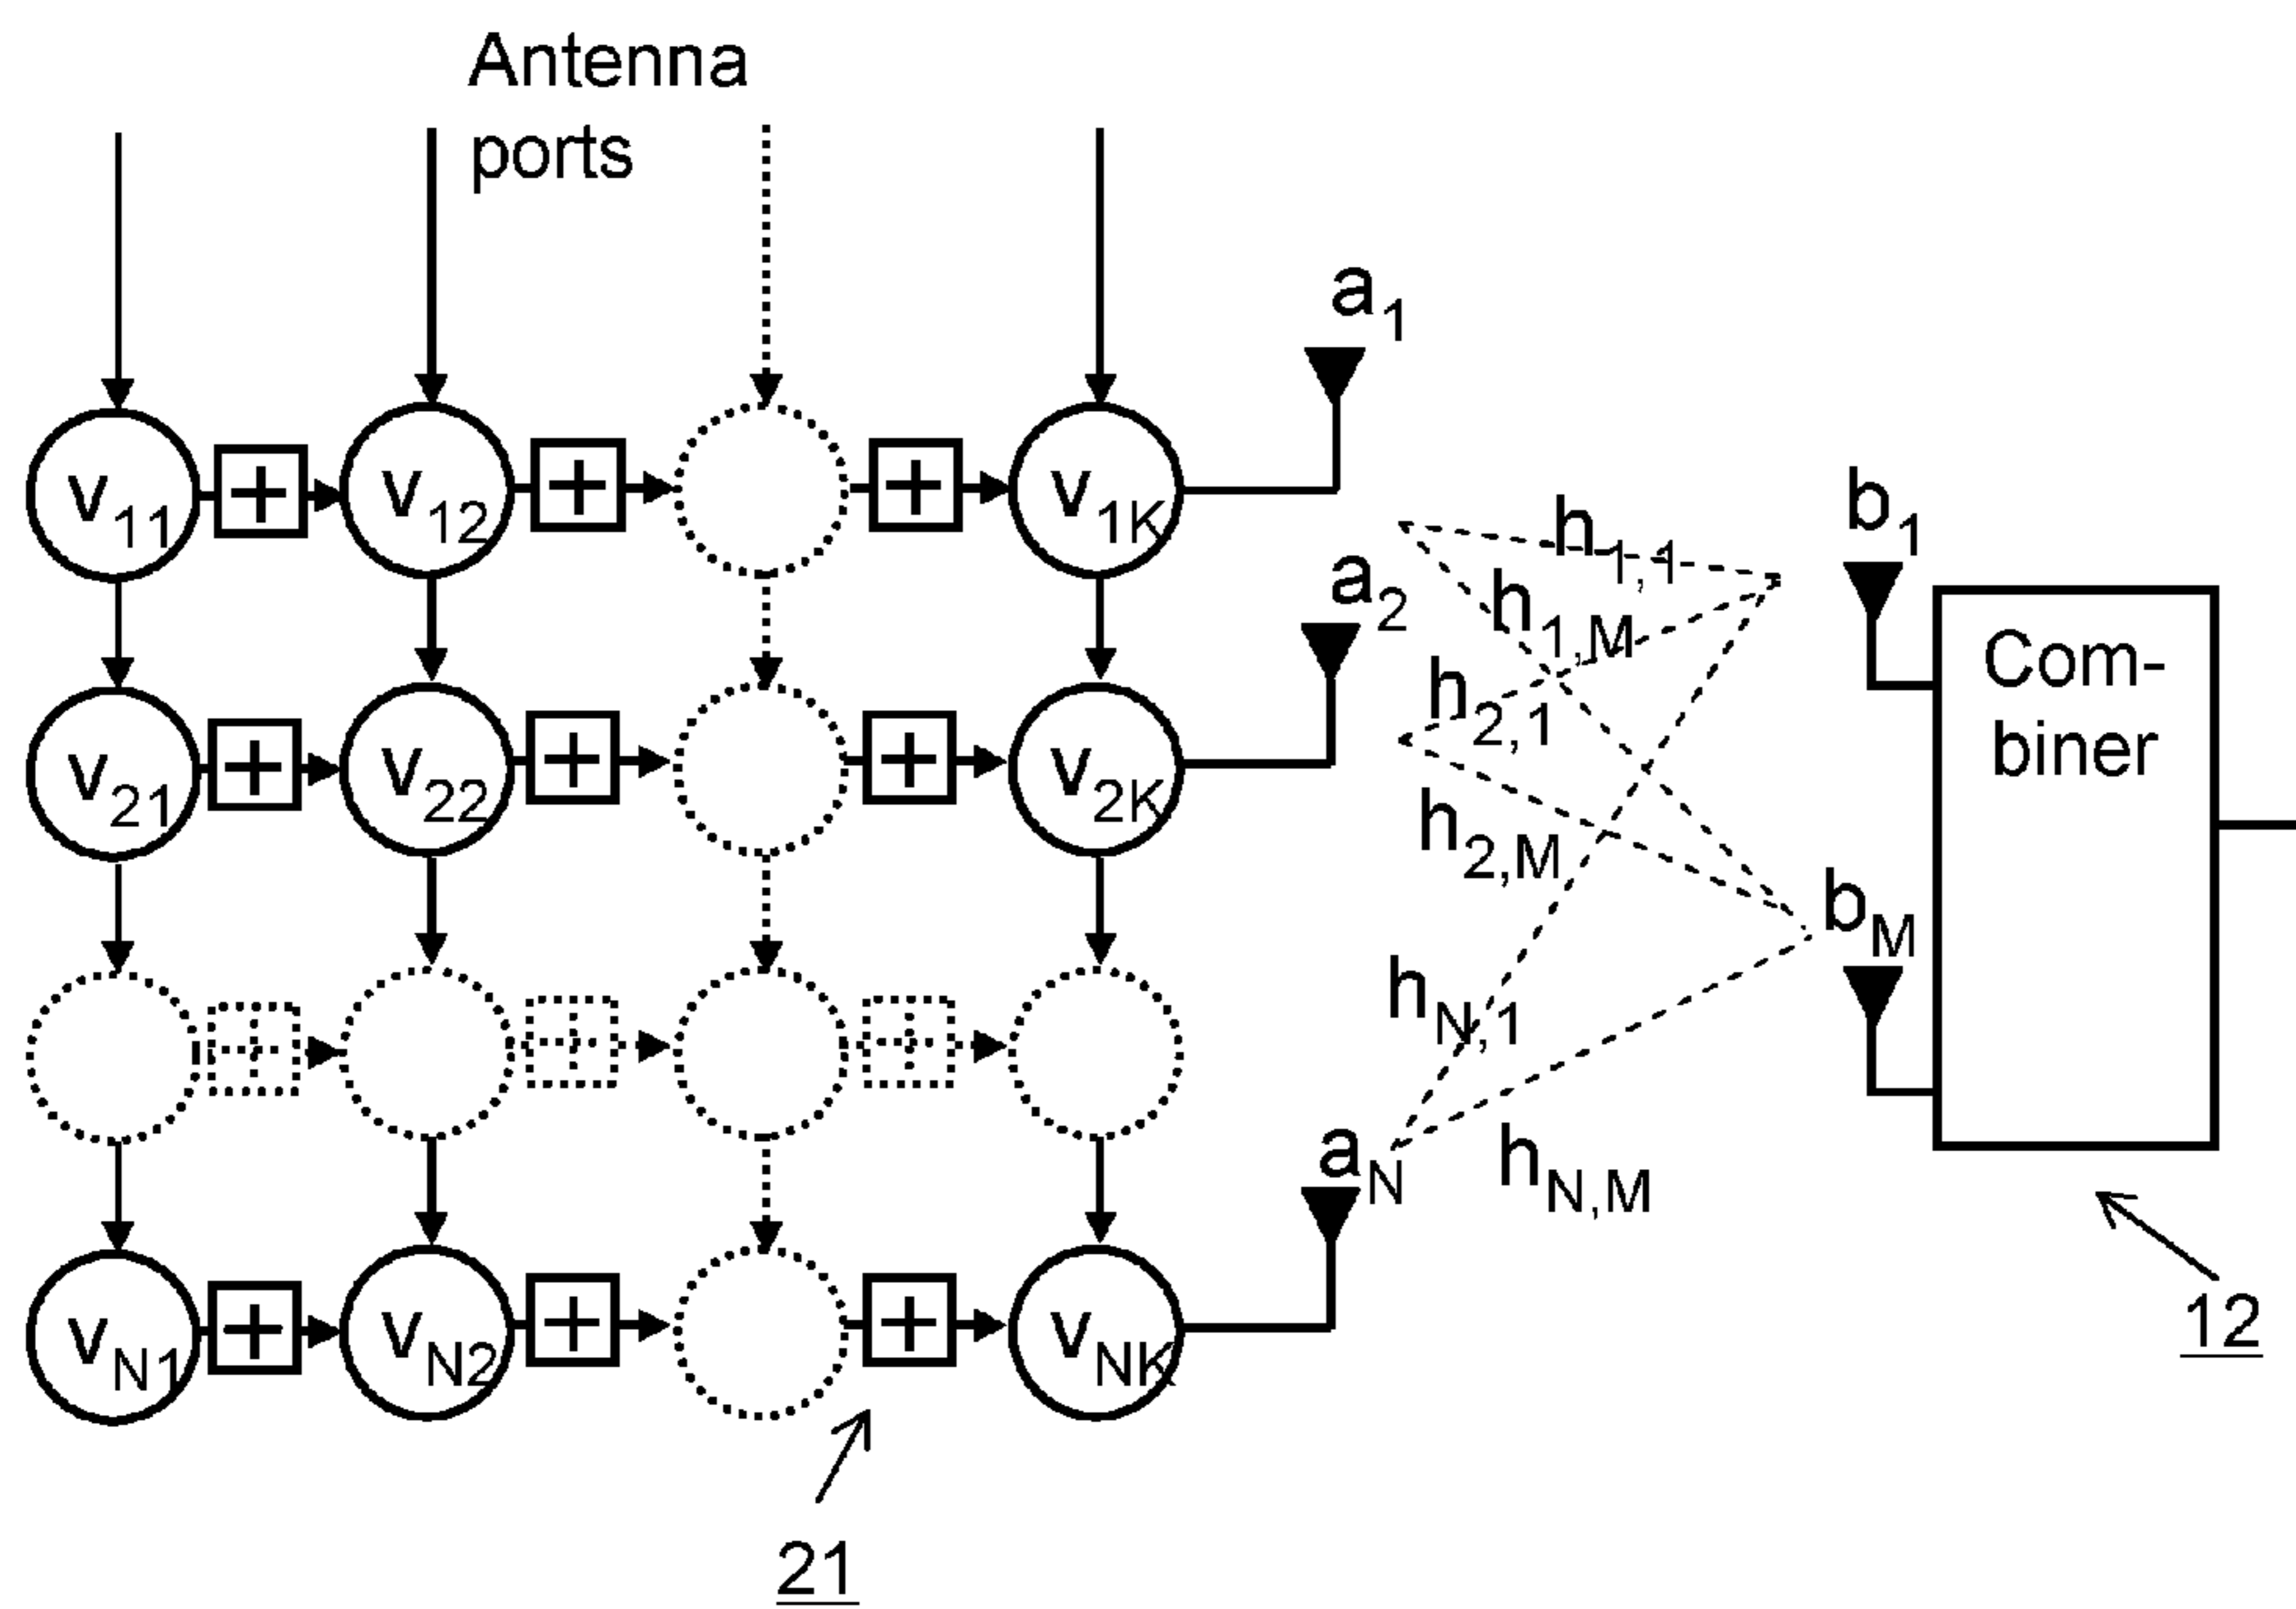 Antenna
ports
a1
v11 + v12 + + v1K
h1,1
b1
a2
h1,M
Com-
biner
h2,1
v21 + v22 + + v2K
h2,M
bM
hN,1
+ + +
aN
hN,M
12
vN1 + vN2 + + vNK
21